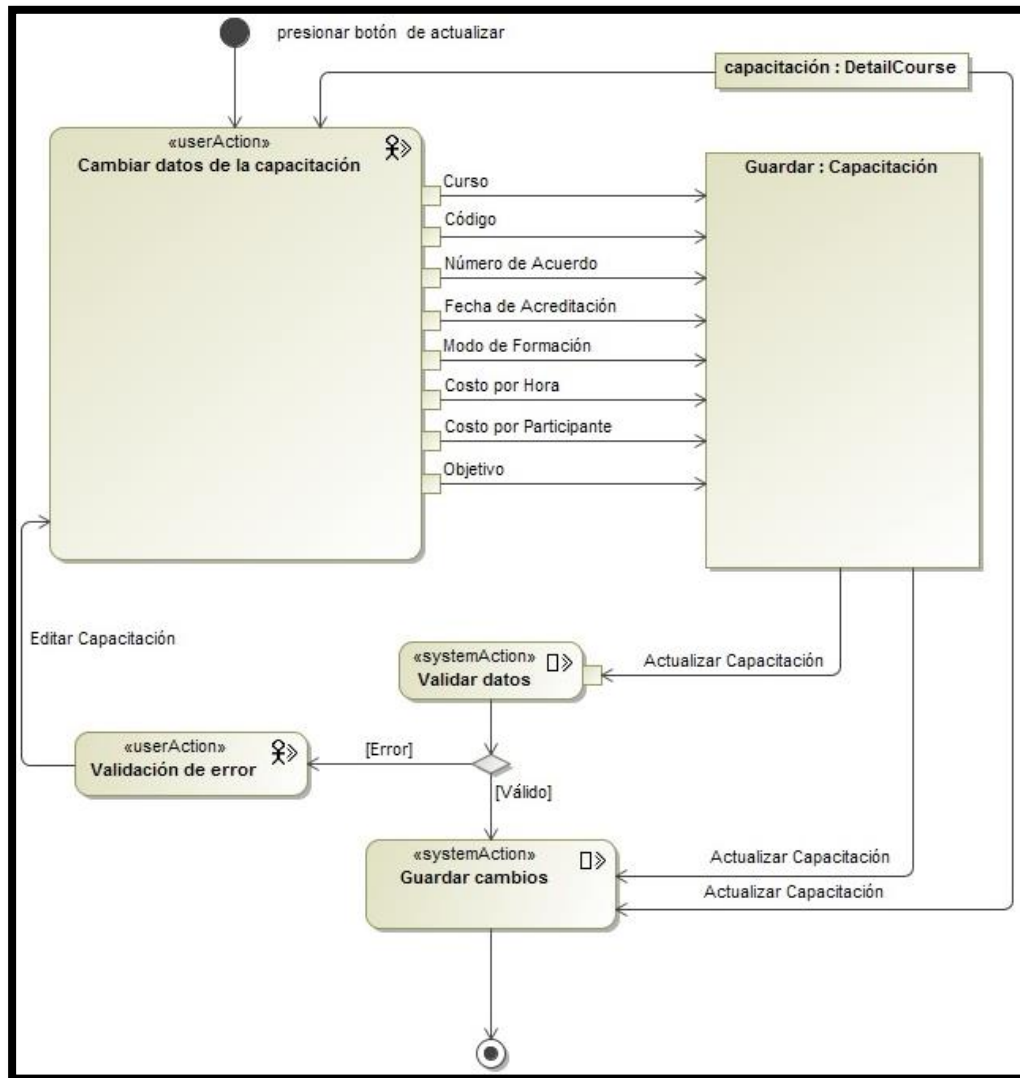 presionar botón de actualizar
capacitación : DetailCourse
«userAction»
Cambiar datos de la capacitación
Guardar : Capacitación
Curso
Código
Número de Acuerdo
Fecha de Acreditación
Modo de Formación
Costo por Hora
Costo por Participante
Objetivo
Editar Capacitación
«systemAction»
Validar datos
Actualizar Capacitación
«userAction»
Validación de error
[Error]
[Válido]
«systemAction»
Guardar cambios
Actualizar Capacitación
Actualizar Capacitación